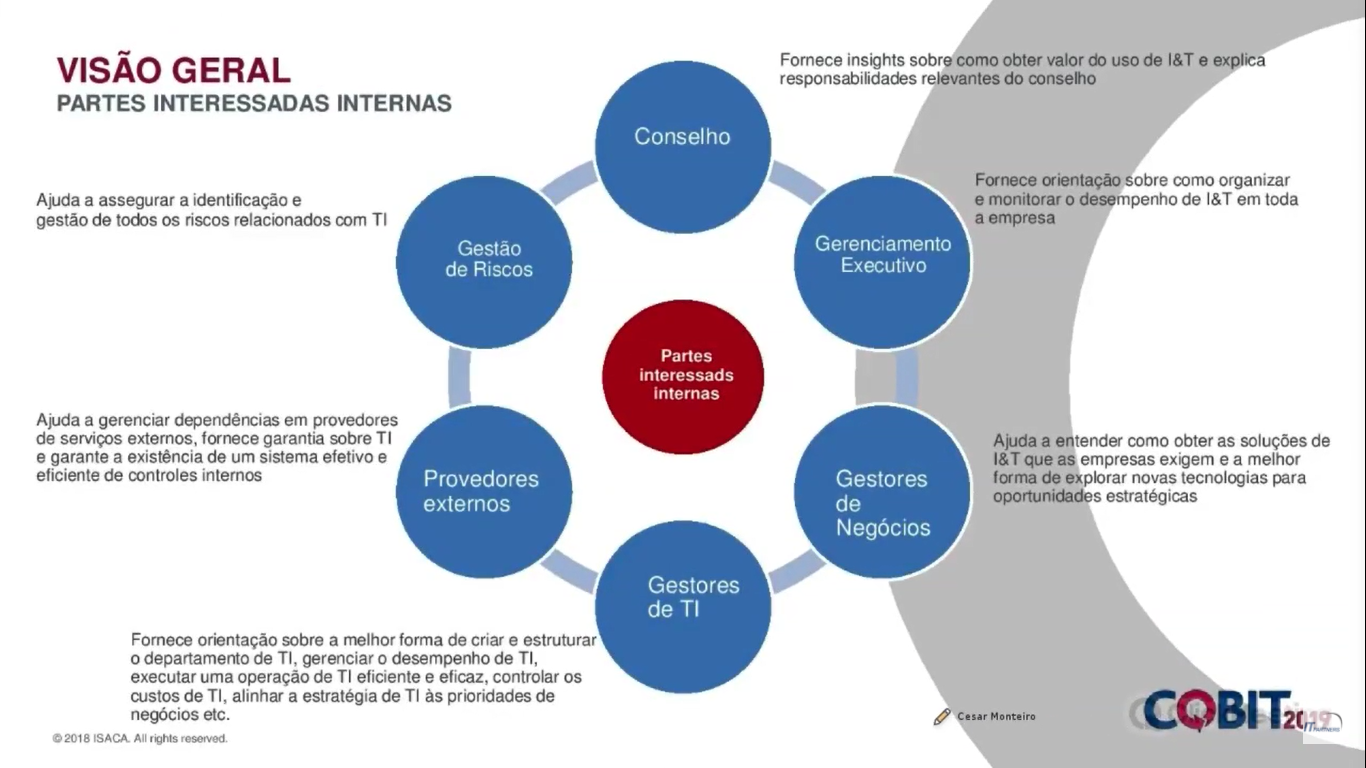 VISÃO GERAL
PARTES INTERESSADAS INTERNAS
Fornece insights sobre como obter valor do uso de I&T e explica
responsabilidades relevantes do conselho
Conselho
Fornece orientação sobre como organizar
e monitorar o desempenho de I&T em toda
a empresa
Gerenciamento
Executivo
Ajuda a assegurar a identificação e
gestão de todos os riscos relacionados com TI
Gestão
de Riscos
Partes
interessads
internas
Ajuda a gerenciar dependências em provedores
de serviços externos, fornece garantia sobre TI
e garante a existência de um sistema efetivo e
eficiente de controles internos
Provedores
externos
Gestores
de
Negócios
Ajuda a entender como obter as soluções de
I&T que as empresas exigem e a melhor
forma de explorar novas tecnologias para
oportunidades estratégicas
Gestores
de TI
Fornece orientação sobre a melhor forma de criar e estruturar
o departamento de TI, gerenciar o desempenho de TI,
executar uma operação de TI eficiente e eficaz, controlar os
custos de TI, alinhar a estratégia de TI às prioridades de
negócios etc.
© 2018 ISACA. All rights reserved.
Cesar Monteiro
COBIT 2019